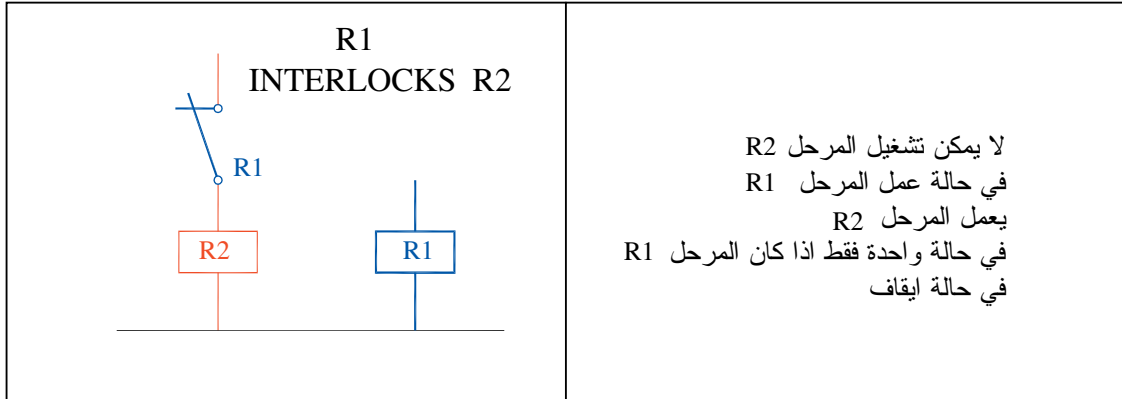 R1
INTERLOCKS R2
R1
R2
R1
لا يمكن تشغيل المرحل R2
في حالة عمل المرحل R1
يعمل المرحل R2
في حالة واحدة فقط اذا كان المرحل R1
في حالة ايقاف